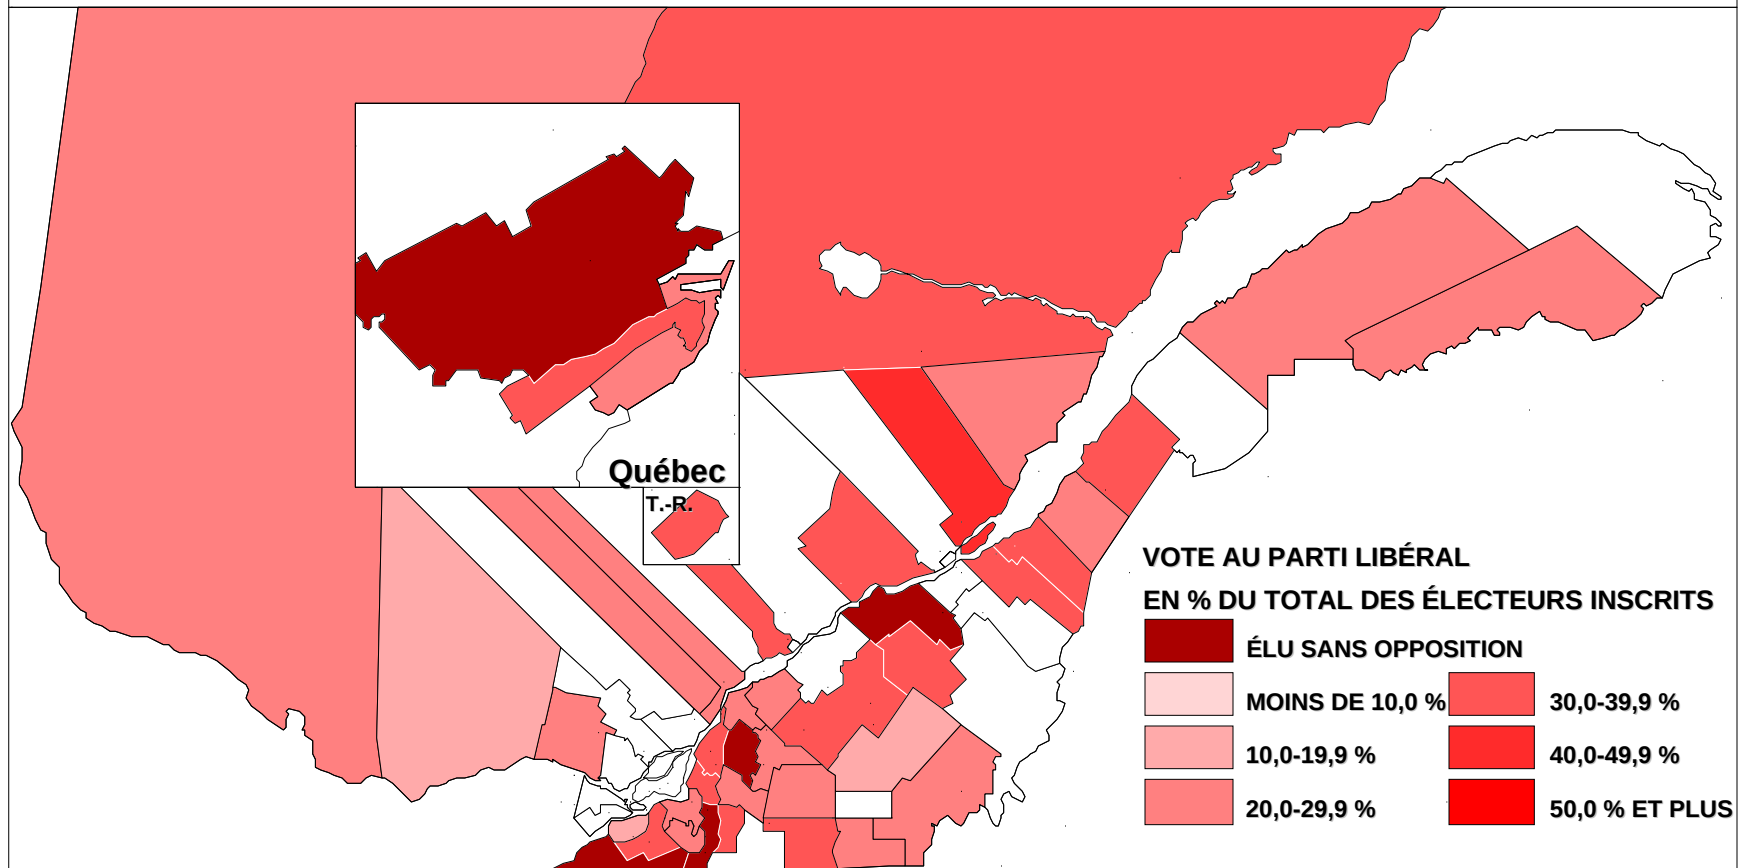 Québec
T.-R.
VOTE AU PARTI LIBÉRAL
EN % DU TOTAL DES ÉLECTEURS INSCRITS
ÉLU SANS OPPOSITION
MOINS DE 10,0 %
30,0-39,9 %
10,0-19,9 %
40,0-49,9 %
20,0-29,9 %
50,0 % ET PLUS